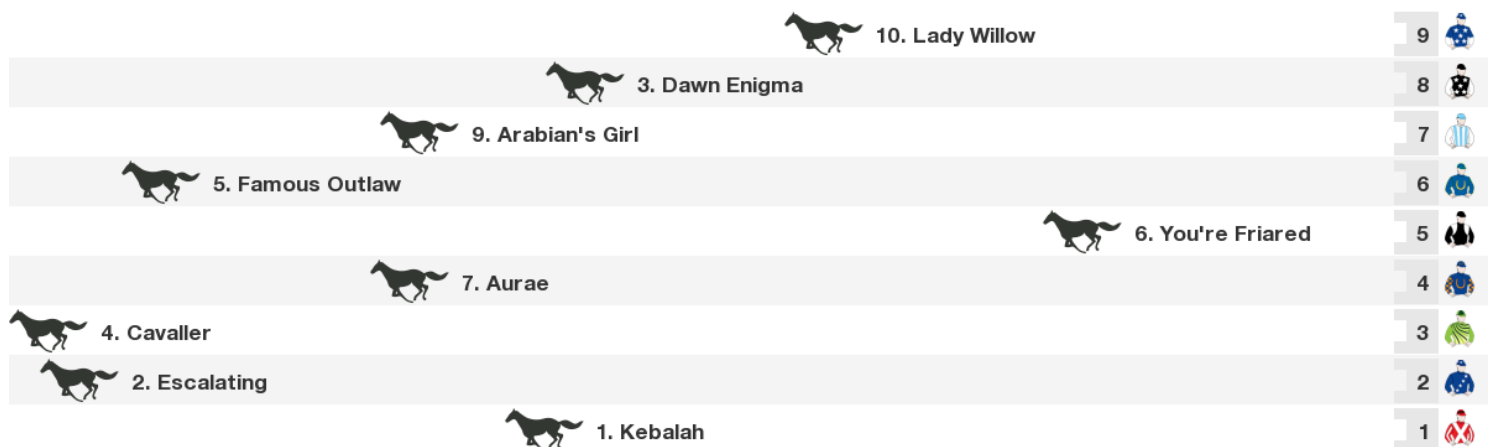 10. Lady Willow 9
3. Dawn Enigma 8
9. Arabian's Girl 7
5. Famous Outlaw 6
6. You're Friared 5
7. Aurae 4
4. Cavaller 3
2. Escalating 2
1. Kebalah 1